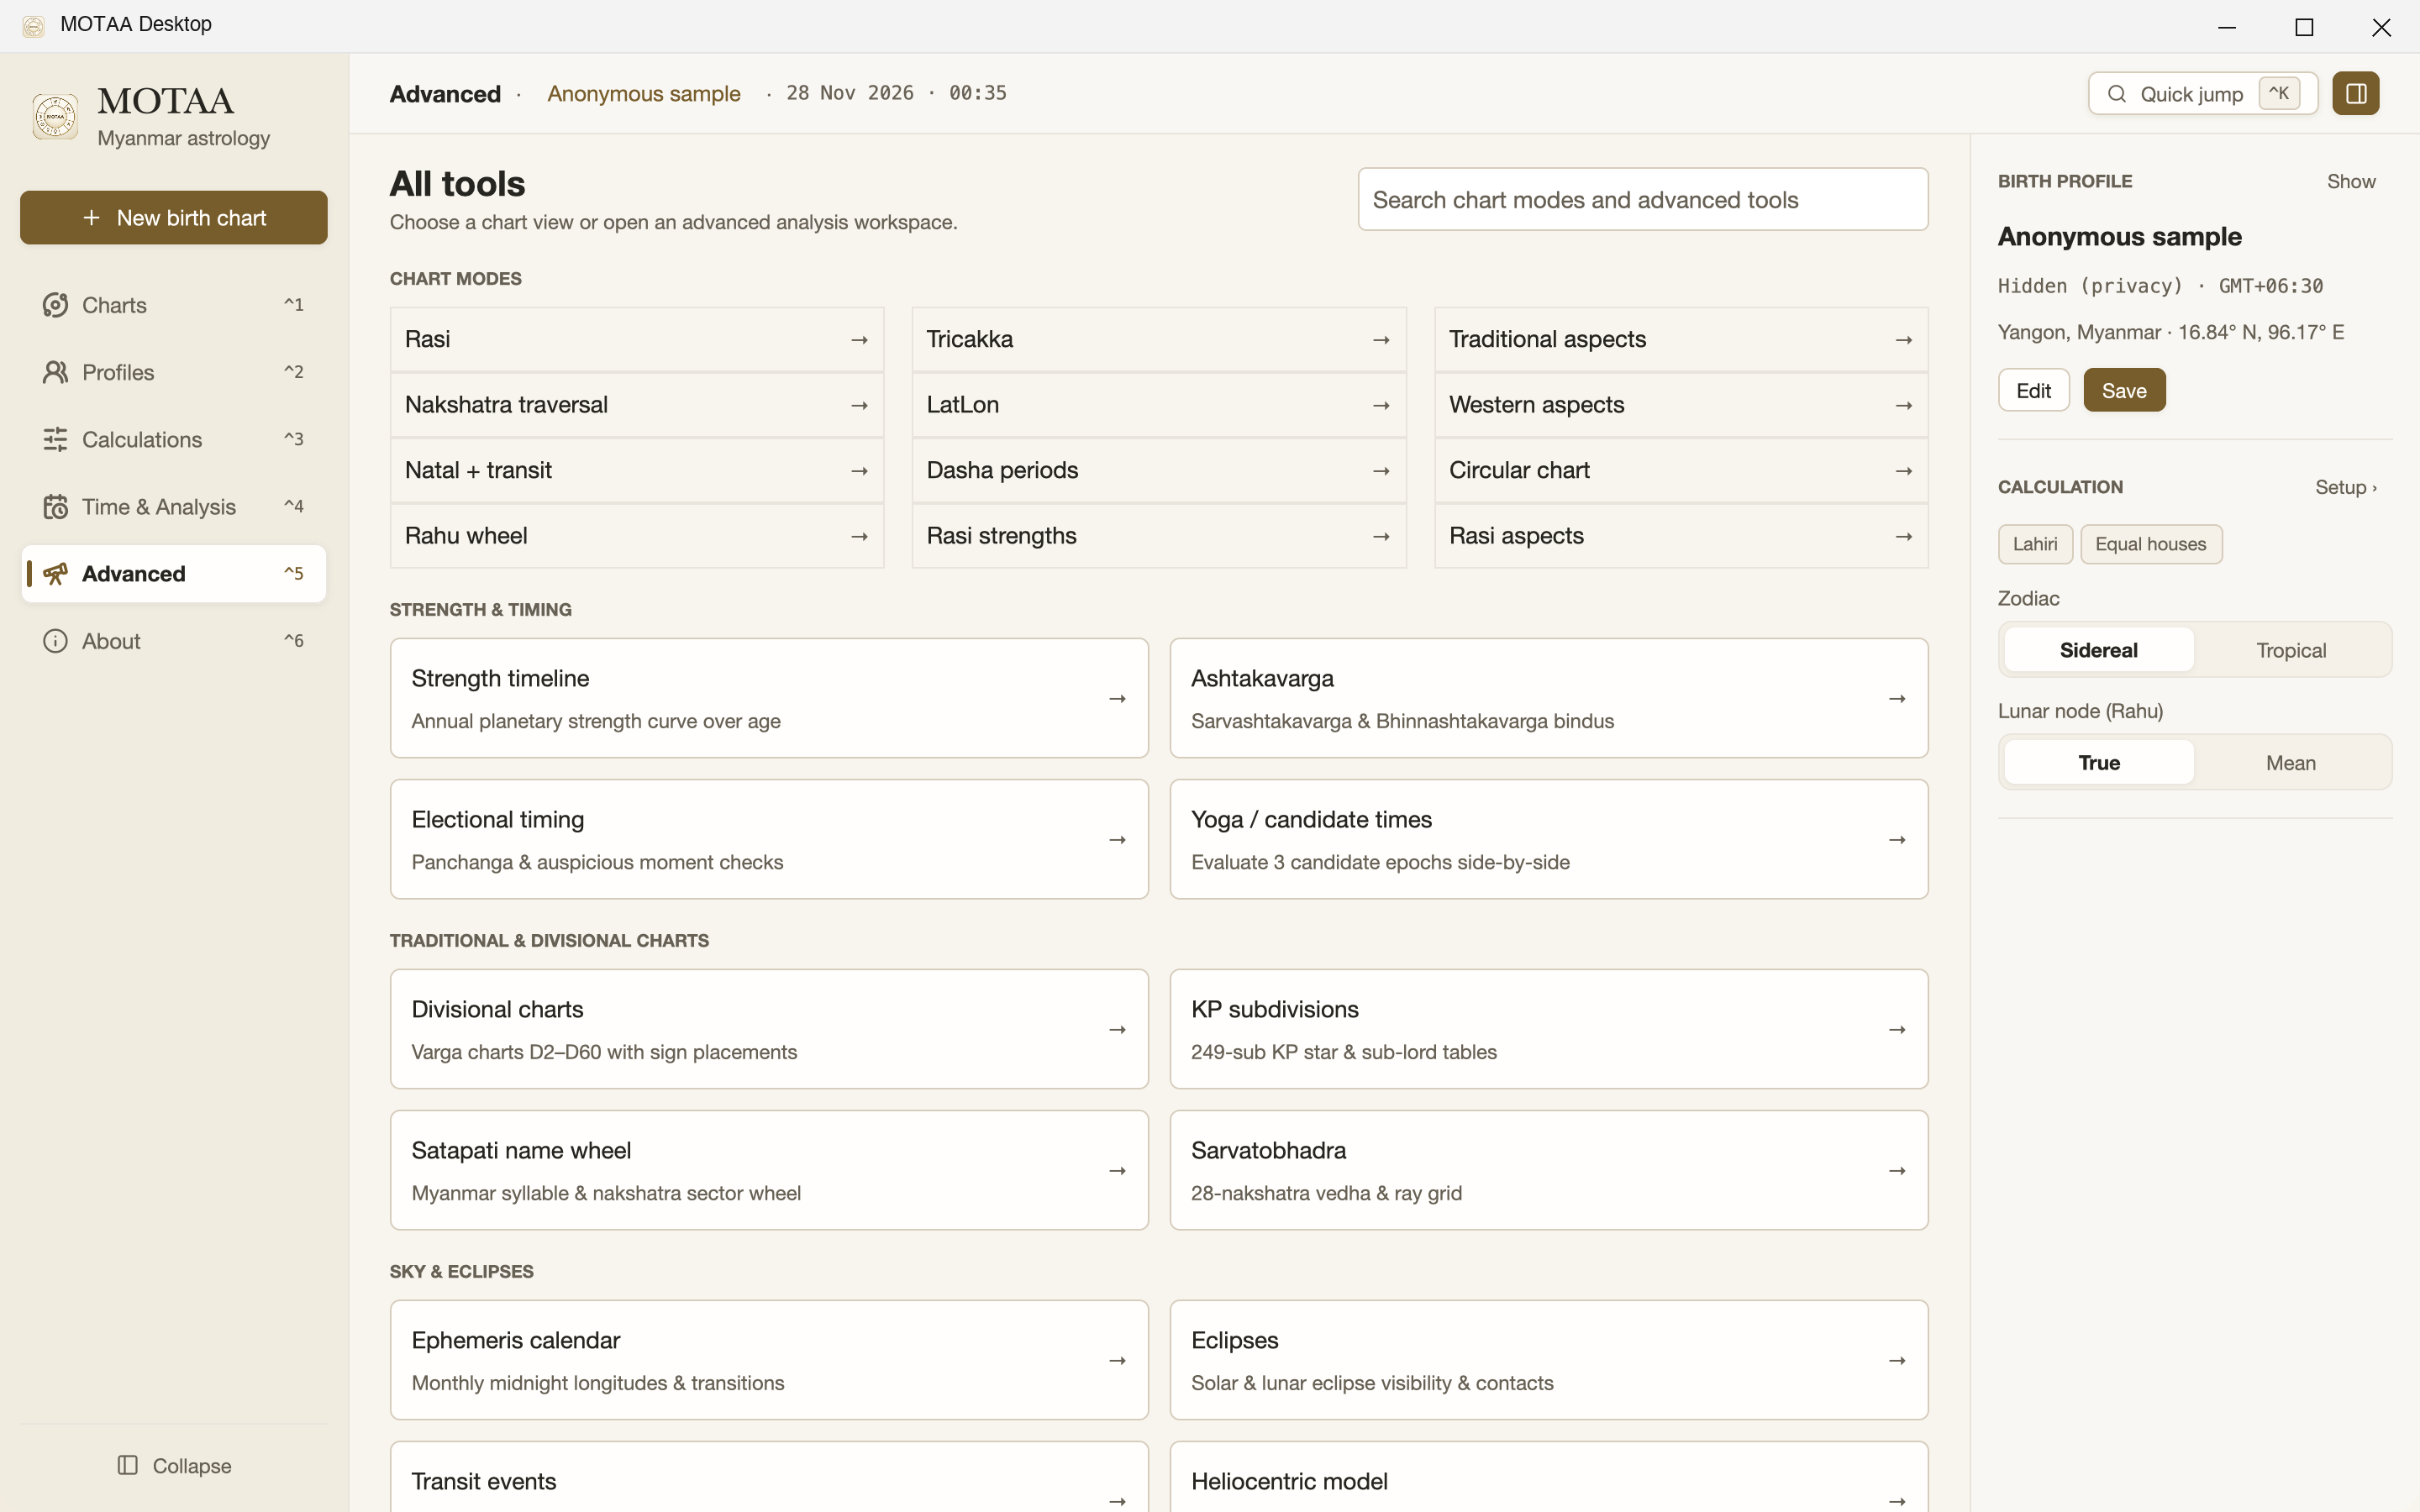 MOTAA Desktop
MOTAA
Myanmar astrology
+ New birth chart
Charts ^1
Profiles ^2
Calculations ^3
Time & Analysis ^4
Advanced ^5
About ^6
Collapse
Advanced · Anonymous sample · 28 Nov 2026 · 00:35
Quick jump ^K
All tools
Choose a chart view or open an advanced analysis workspace.
Search chart modes and advanced tools
CHART MODES
Rasi → Tricakka → Traditional aspects →
Nakshatra traversal → LatLon → Western aspects →
Natal + transit → Dasha periods → Circular chart →
Rahu wheel → Rasi strengths → Rasi aspects →
STRENGTH & TIMING
Strength timeline →
Annual planetary strength curve over age
Ashtakavarga →
Sarvashtakavarga & Bhinnashtakavarga bindus
Electional timing →
Panchanga & auspicious moment checks
Yoga / candidate times →
Evaluate 3 candidate epochs side-by-side
TRADITIONAL & DIVISIONAL CHARTS
Divisional charts →
Varga charts D2–D60 with sign placements
KP subdivisions →
249-sub KP star & sub-lord tables
Satapati name wheel →
Myanmar syllable & nakshatra sector wheel
Sarvatobhadra →
28-nakshatra vedha & ray grid
SKY & ECLIPSES
Ephemeris calendar →
Monthly midnight longitudes & transitions
Eclipses →
Solar & lunar eclipse visibility & contacts
Transit events →
Heliocentric model →
BIRTH PROFILE Show
Anonymous sample
Hidden (privacy) · GMT+06:30
Yangon, Myanmar · 16.84° N, 96.17° E
Edit Save
CALCULATION Setup ›
Lahiri Equal houses
Zodiac
Sidereal Tropical
Lunar node (Rahu)
True Mean